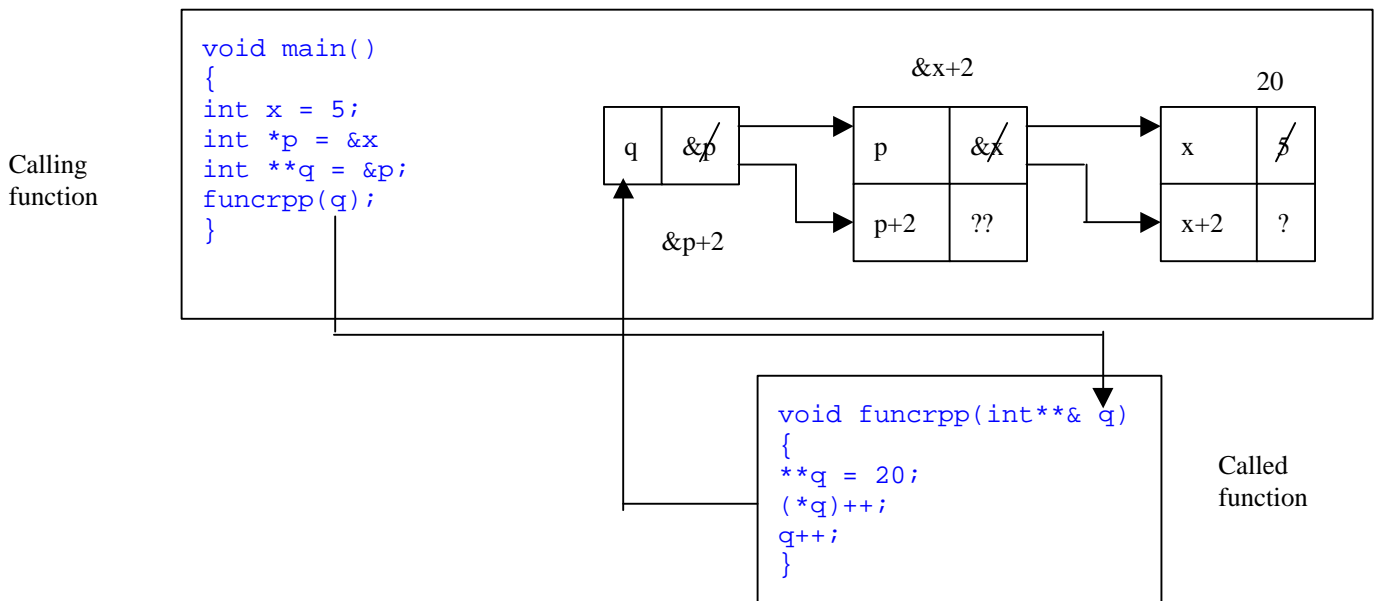 void main()
{
int x = 5;
int *p = &x
int **q = &p;
funcrpp(q);
}
Calling
function
&x+2
20
q &p
p &x
x 5
p+2 ??
x+2 ?
&p+2
void funcrpp(int**& q)
{
**q = 20;
(*q)++;
q++;
}
Called
function